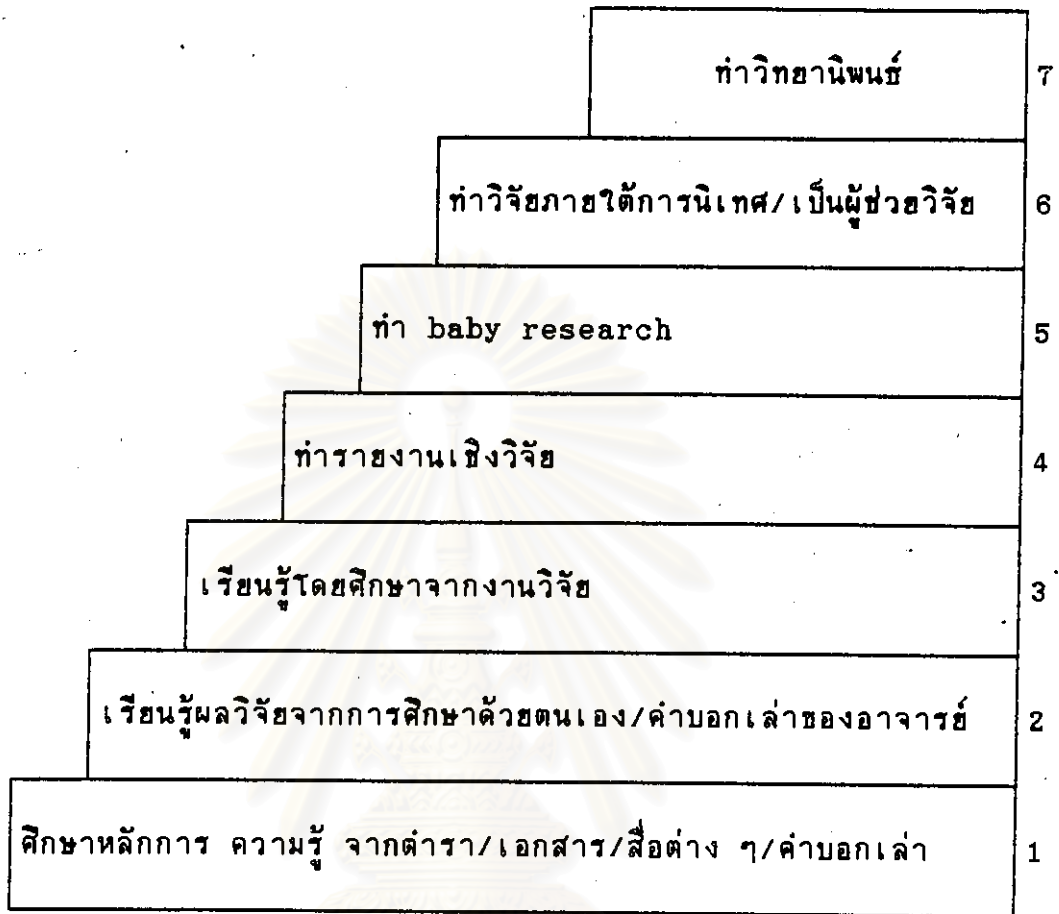 ทำวิทยานิพนธ์ 7
ทำวิจัยภายใต้การนิเทศ/เป็นผู้ช่วยวิจัย 6
ทำ baby research 5
ทำรายงานเชิงวิจัย 4
เรียนรู้โดยศึกษาจากงานวิจัย 3
เรียนรู้ผลวิจัยจากการศึกษาด้วยตนเอง/คำบอกเล่าของอาจารย์ 2
ศึกษาหลักการ ความรู้ จากตำรา/เอกสาร/สื่อต่าง ๆ/คำบอกเล่า 1